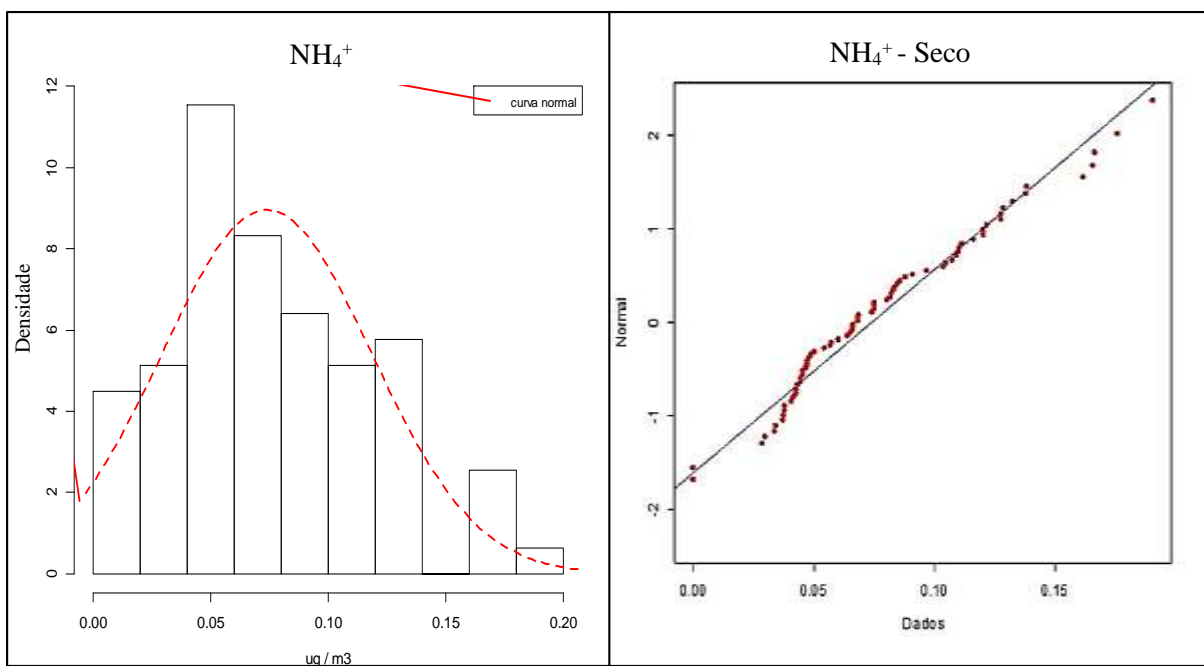 NH₄⁺
curva normal
Densidade
12
10
8
6
4
2
0
0.00 0.05 0.10 0.15 0.20
ug / m3
NH₄⁺ - Seco
Normal
2
1
0
-1
-2
0.00 0.05 0.10 0.15
Dados